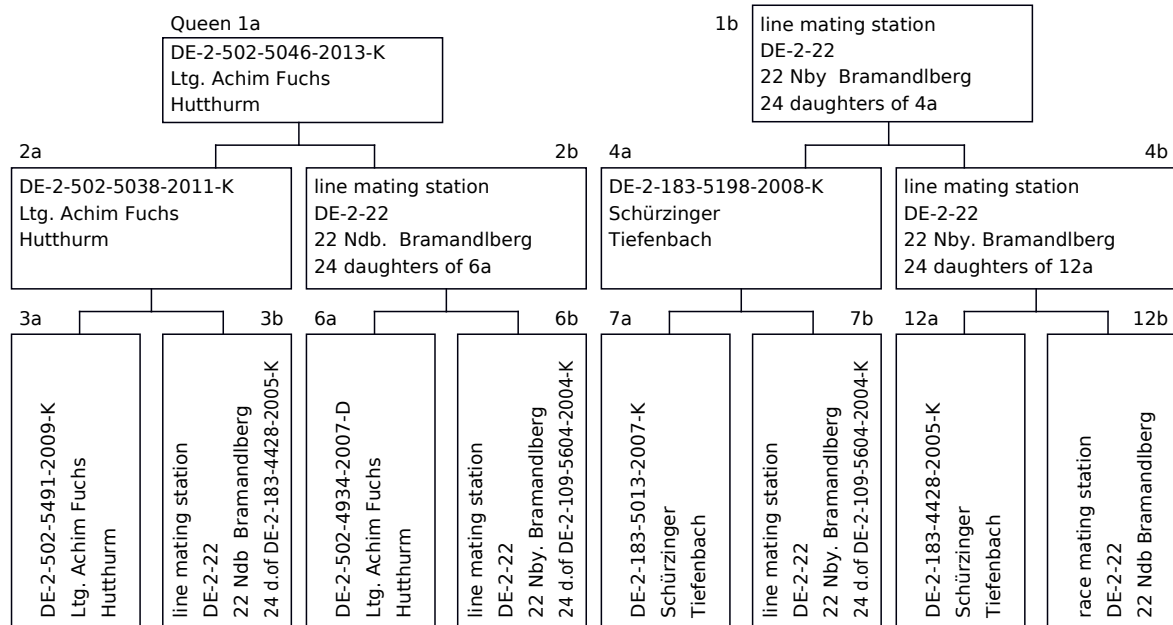 Queen 1a
DE-2-502-5046-2013-K
Ltg. Achim Fuchs
Hutthurm
1b
line mating station
DE-2-22
22 Nby  Bramandlberg
24 daughters of 4a
2a
DE-2-502-5038-2011-K
Ltg. Achim Fuchs
Hutthurm
2b
line mating station
DE-2-22
22 Ndb.  Bramandlberg
24 daughters of 6a
4a
DE-2-183-5198-2008-K
Schürzinger
Tiefenbach
4b
line mating station
DE-2-22
22 Nby. Bramandlberg
24 daughters of 12a
3a
DE-2-502-5491-2009-K
Ltg. Achim Fuchs
Hutthurm
3b
line mating station
DE-2-22
22 Ndb  Bramandlberg
24 d.of DE-2-183-4428-2005-K
6a
DE-2-502-4934-2007-D
Ltg. Achim Fuchs
Hutthurm
6b
line mating station
DE-2-22
22 Nby. Bramandlberg
24 d.of DE-2-109-5604-2004-K
7a
DE-2-183-5013-2007-K
Schürzinger
Tiefenbach
7b
line mating station
DE-2-22
22 Nby. Bramandlberg
24 d.of DE-2-109-5604-2004-K
12a
DE-2-183-4428-2005-K
Schürzinger
Tiefenbach
12b
race mating station
DE-2-22
22 Ndb Bramandlberg